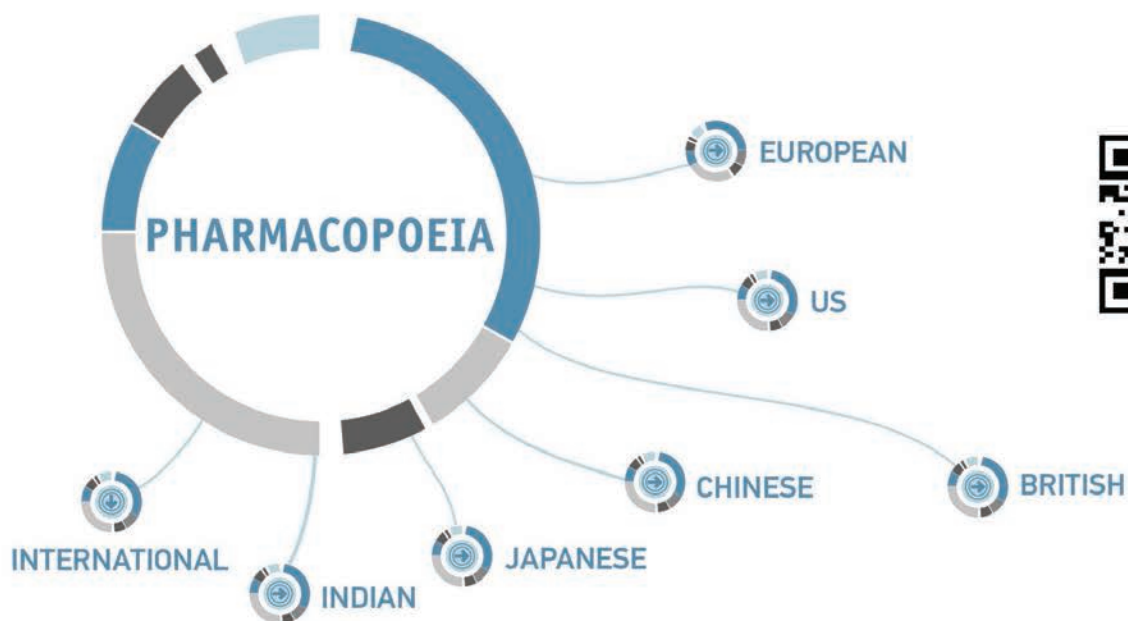 PHARMACOPOEIA
EUROPEAN
US
CHINESE
BRITISH
JAPANESE
INTERNATIONAL
INDIAN